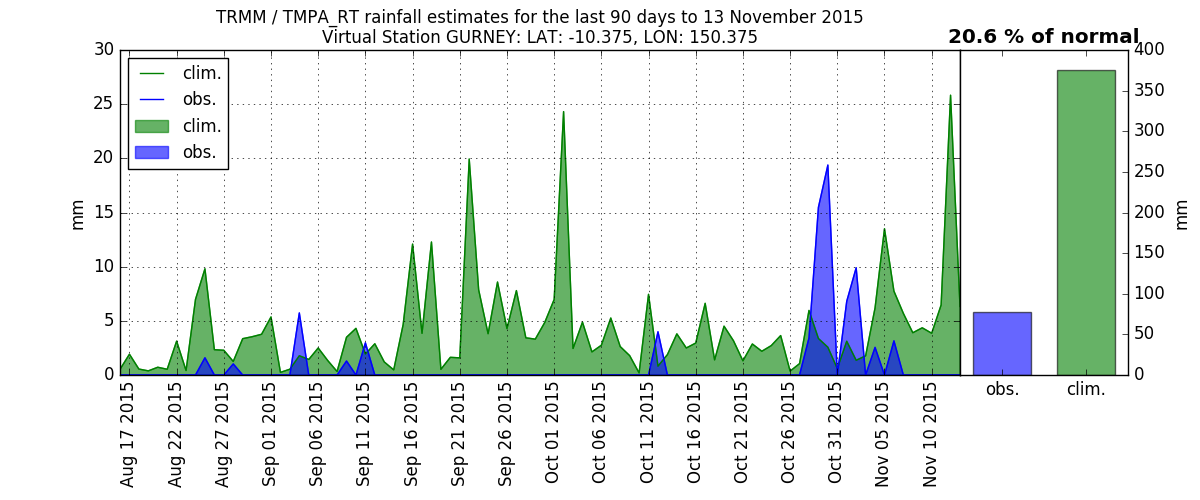 TRMM / TMPA_RT rainfall estimates for the last 90 days to 13 November 2015
Virtual Station GURNEY: LAT: -10.375, LON: 150.375
20.6 % of normal
clim.
obs.
clim.
obs.
30
25
20
15
10
5
0
mm
Aug 17 2015
Aug 22 2015
Aug 27 2015
Sep 01 2015
Sep 06 2015
Sep 11 2015
Sep 16 2015
Sep 21 2015
Sep 26 2015
Oct 01 2015
Oct 06 2015
Oct 11 2015
Oct 16 2015
Oct 21 2015
Oct 26 2015
Oct 31 2015
Nov 05 2015
Nov 10 2015
obs.
clim.
400
350
300
250
200
150
100
50
0
mm